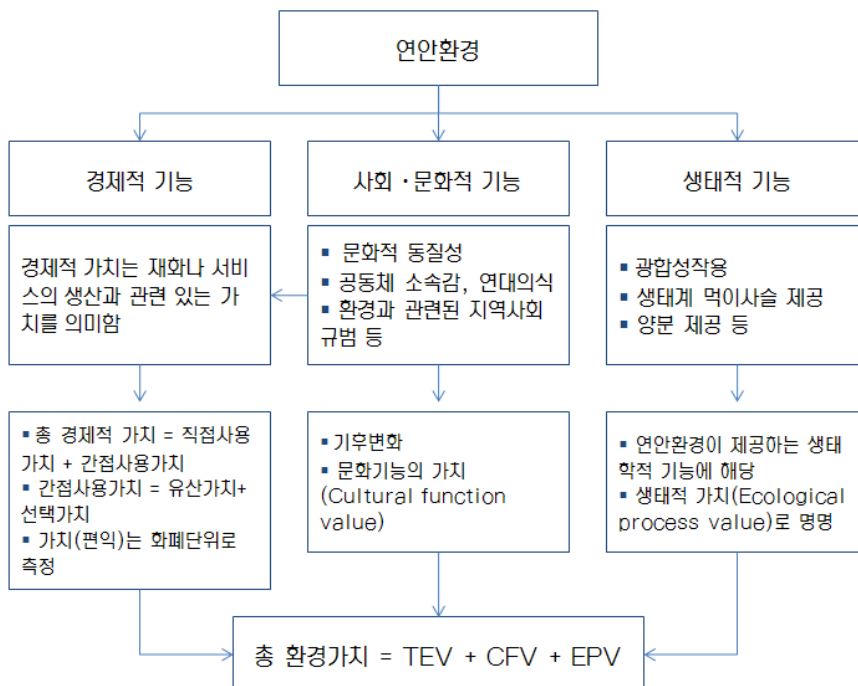 연안환경
경제적 기능
사회 · 문화적 기능
생태적 기능
경제적 가치는 재화나 서비
스의 생산과 관련 있는 가
치를 의미함
▪ 문화적 동질성
▪ 공동체 소속감, 연대의식
▪ 환경과 관련된 지역사회
규범 등
▪ 광합성작용
▪ 생태계 먹이사슬 제공
▪ 양분 제공 등
▪ 총 경제적 가치 = 직접사용
가치 + 간접사용가치
▪ 간접사용가치 = 유산가치+
선택가치
▪ 가치(편익)는 화폐단위로
측정
▪ 기후변화
▪ 문화기능의 가치
(Cultural function
value)
▪ 연안환경이 제공하는 생태
학적 기능에 해당
▪ 생태적 가치(Ecological
process value)로 명명
총 환경가치 = TEV + CFV + EPV